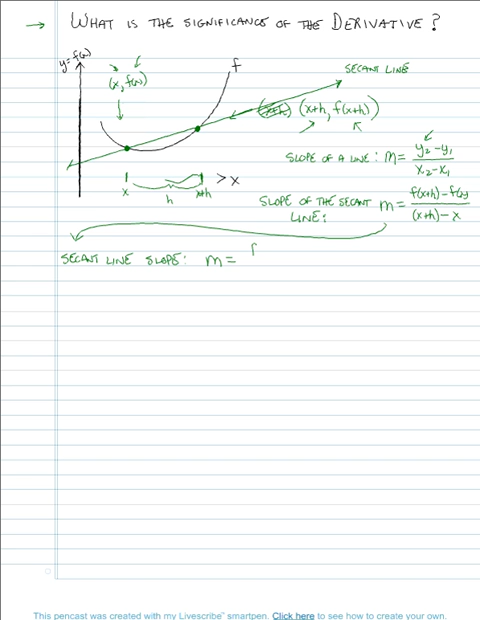 → WHAT IS THE SIGNIFICANCE OF THE DERIVATIVE?
y=f(x)
(x, f(x))
f
SECANT LINE
(x+h, f(x+h))
SLOPE OF A LINE: m = (y₂-y₁)/(x₂-x₁)
x
h
x+h
> x
SLOPE OF THE SECANT LINE: m = (f(x+h)-f(x))/((x+h)-x)
SECANT LINE SLOPE: m =
This pencast was created with my Livescribe™ smartpen. Click here to see how to create your own.